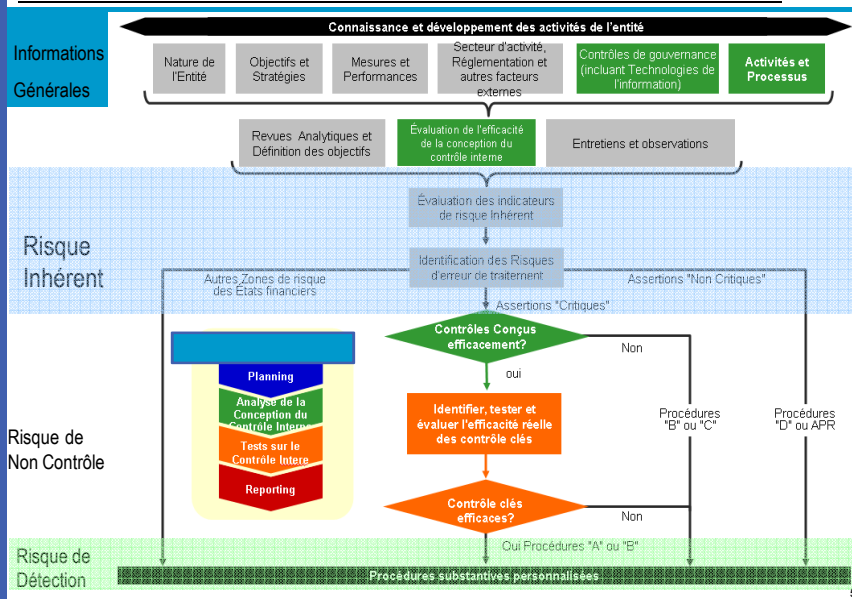 Connaissance et développement des activités de l'entité
Informations
Générales
Nature de
l'Entité
Objectifs et
Stratégies
Mesures et
Performances
Secteur d'activité,
Réglementation et
autres facteurs
externes
Contrôles de gouvernance
(incluant Technologies de
l'information)
Activités et
Processus
Revues Analytiques et
Définition des objectifs
Évaluation de l'efficacité
de la conception du
contrôle interne
Entretiens et observations
Évaluation des indicateurs
de risque Inhérent
Risque
Inhérent
Identification des Risques
d'erreur de traitement
Autres Zones de risque
des États financiers
Assertions "Non Critiques"
Assertions "Critiques"
Contrôles Conçus
efficacement?
Non
oui
Planning
Analyse de la
Conception du
Contrôle Interne
Tests sur le
Contrôle Intere
Reporting
Identifier, tester et
évaluer l'efficacité réelle
des contrôle clés
Procédures
"B" ou "C"
Procédures
"D" ou APR
Risque de
Non Contrôle
Contrôle clés
efficaces?
Non
Oui Procédures "A" ou "B"
Risque de
Détection
Procédures substantives personnalisées